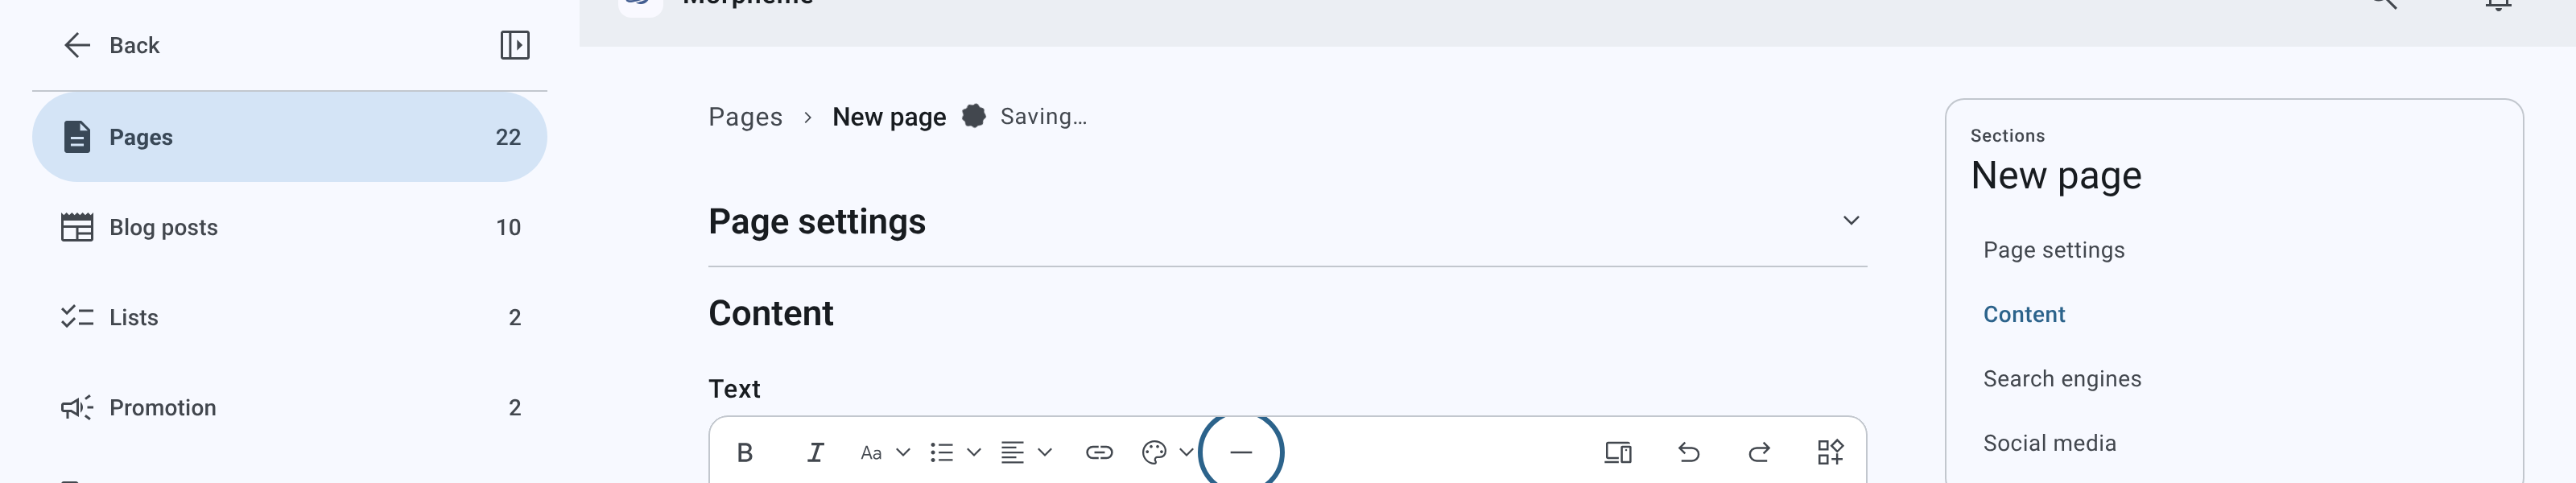 Morpheme
Back
Pages 22
Blog posts 10
Lists 2
Promotion 2
Pages > New page Saving...
Page settings
Content
Text
B I Aa
Sections
New page
Page settings
Content
Search engines
Social media